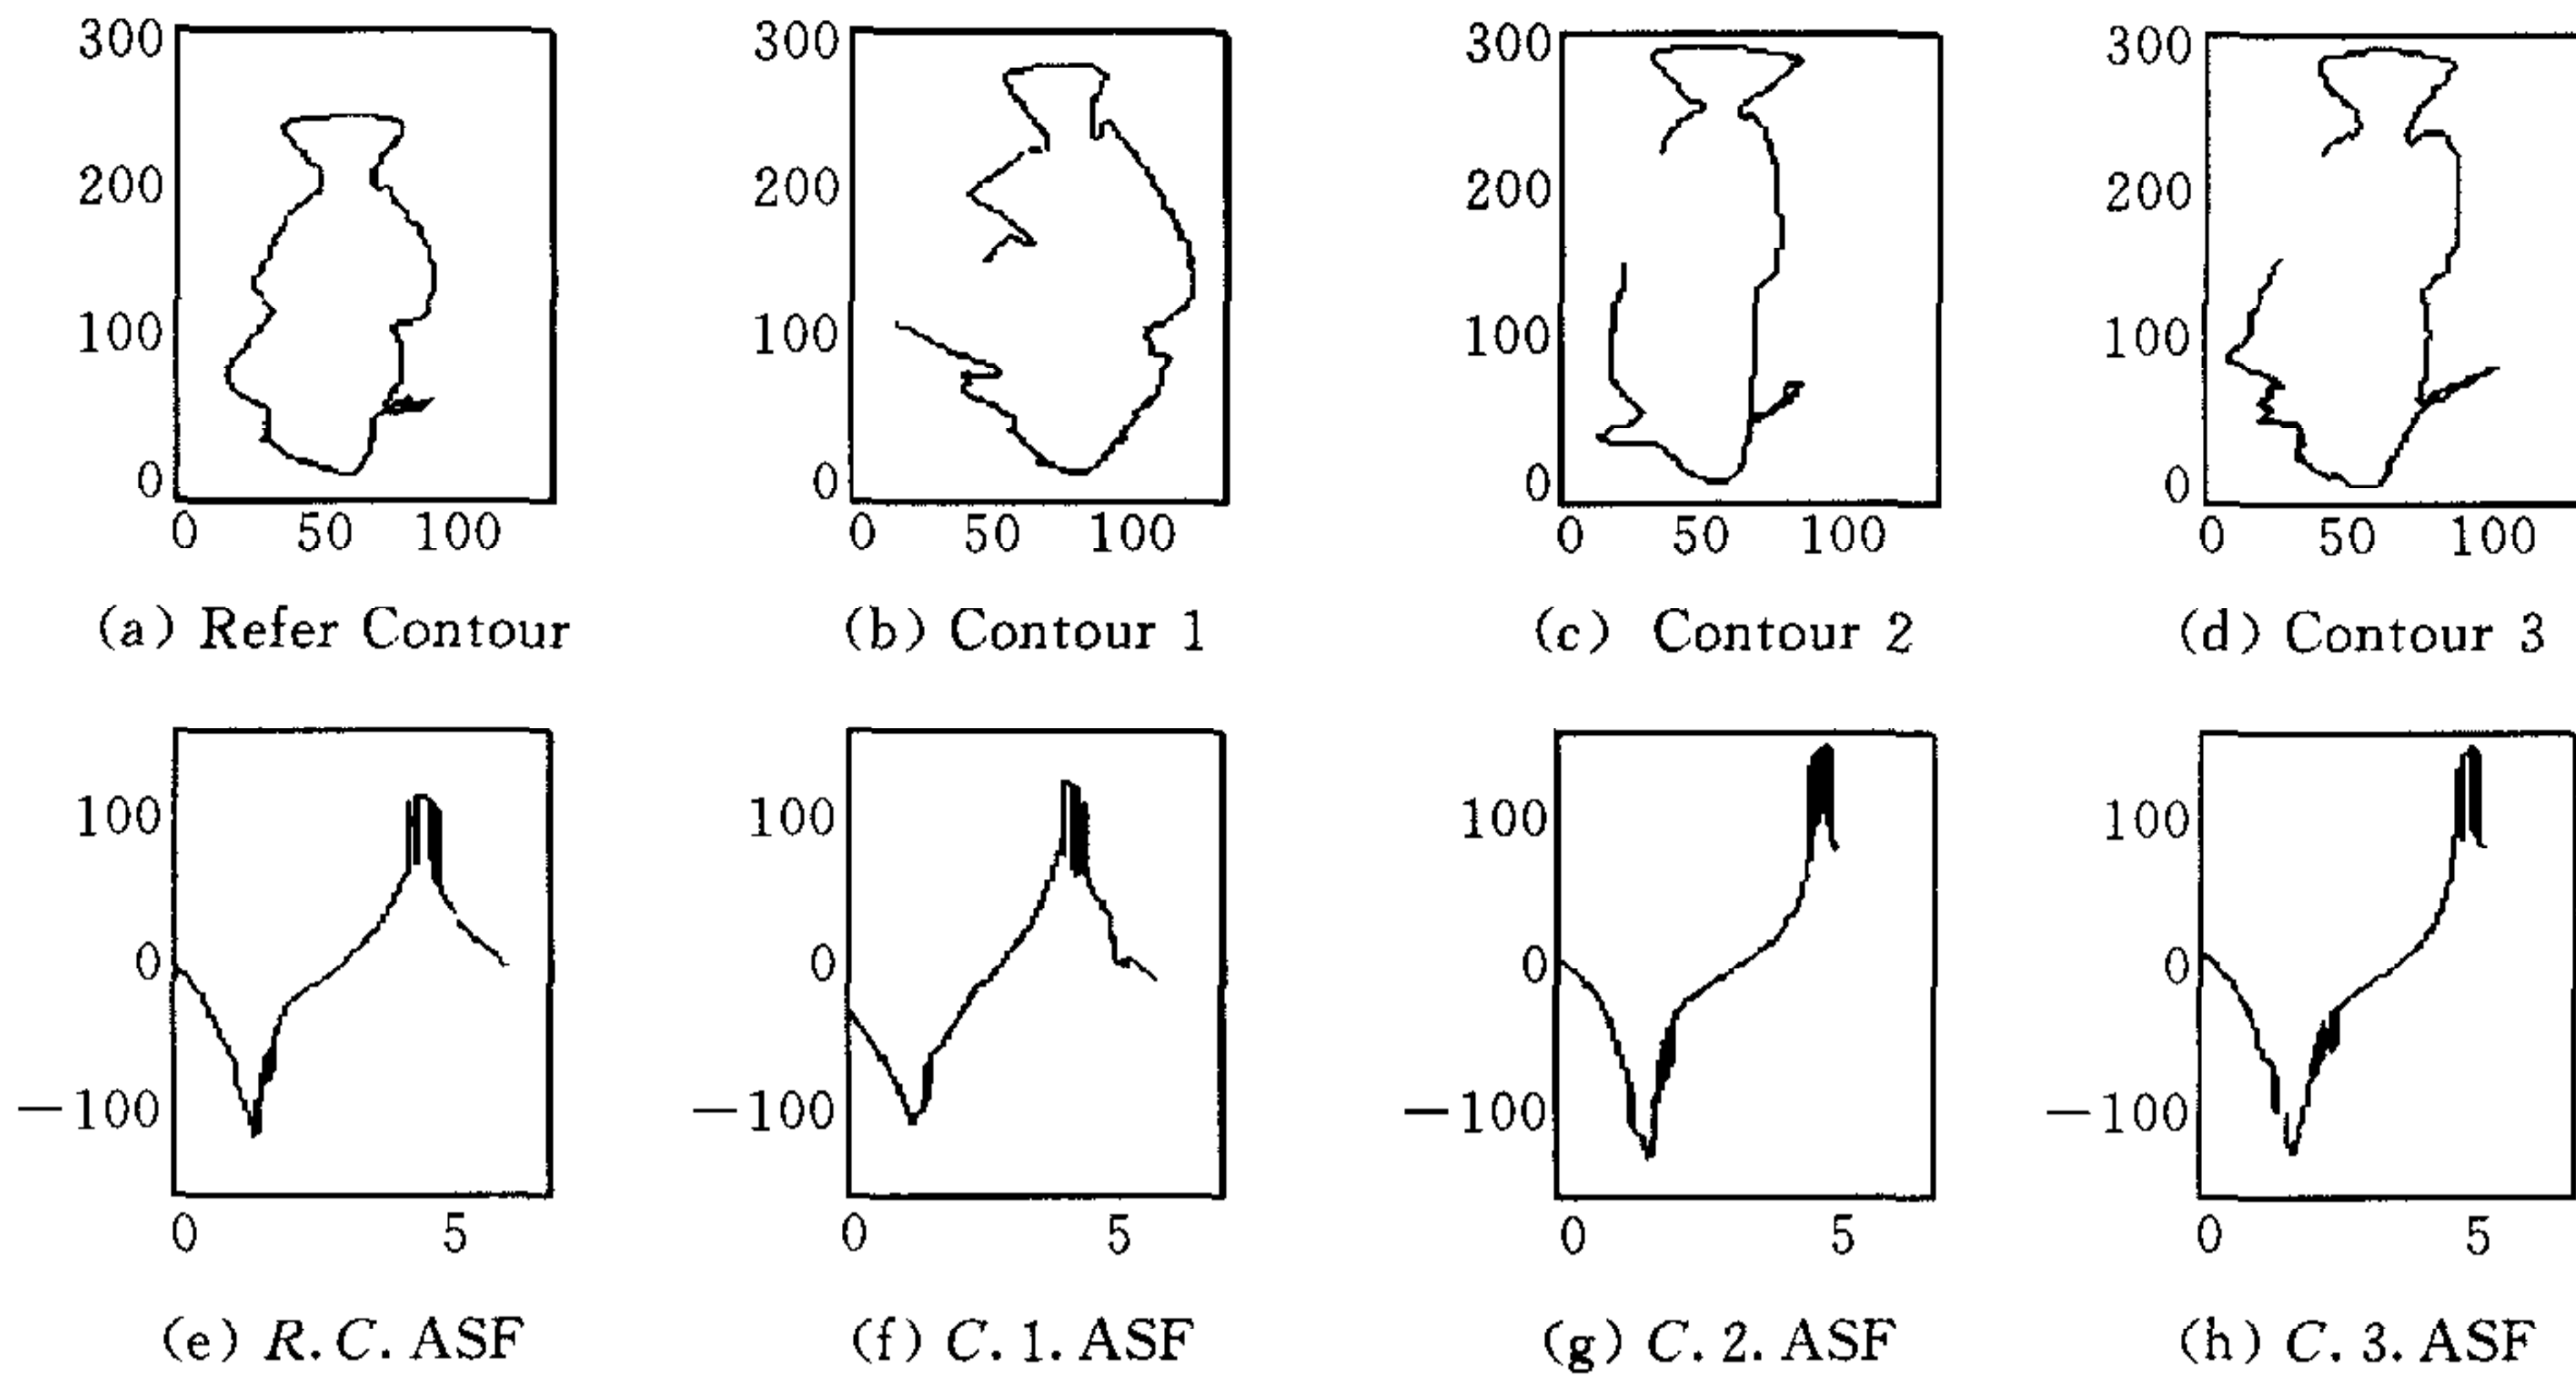 300 300 300 300
200 200 200 200
100 100 100 100
0 0 0 0
0 50 100 0 50 100 0 50 100 0 50 100
(a) Refer Contour (b) Contour 1 (c) Contour 2 (d) Contour 3
100 100 100 100
0 0 0 0
—100 —100 —100 —100
0 5 0 5 0 5 0 5
(e) R.C. ASF (f) C. 1. ASF (g) C. 2. ASF (h) C. 3. ASF